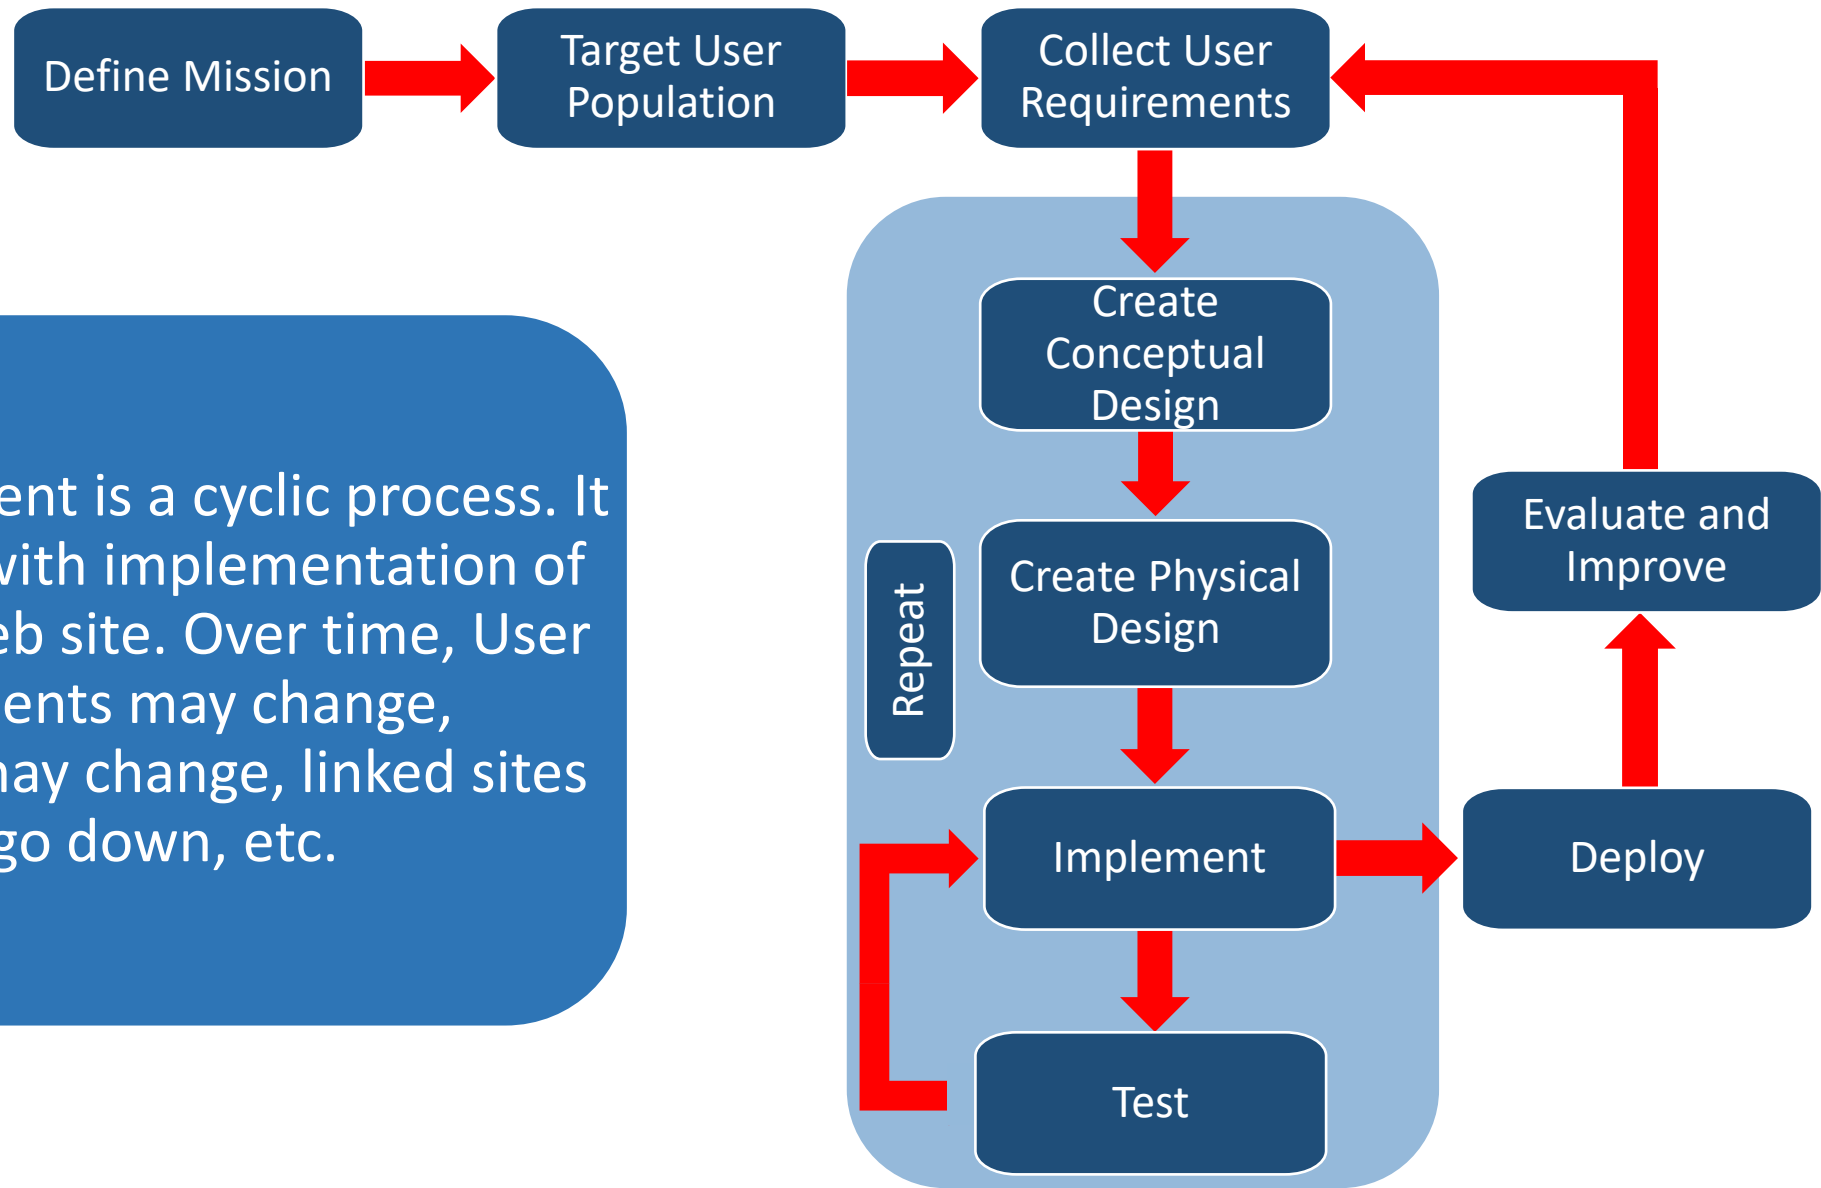 Define Mission
Target User
Population
Collect User
Requirements
Create
Conceptual
Design
ent is a cyclic process. It
with implementation of
eb site. Over time, User
ents may change,
may change, linked sites
go down, etc.
Repeat
Create Physical
Design
Evaluate and
Improve
Implement
Deploy
Test